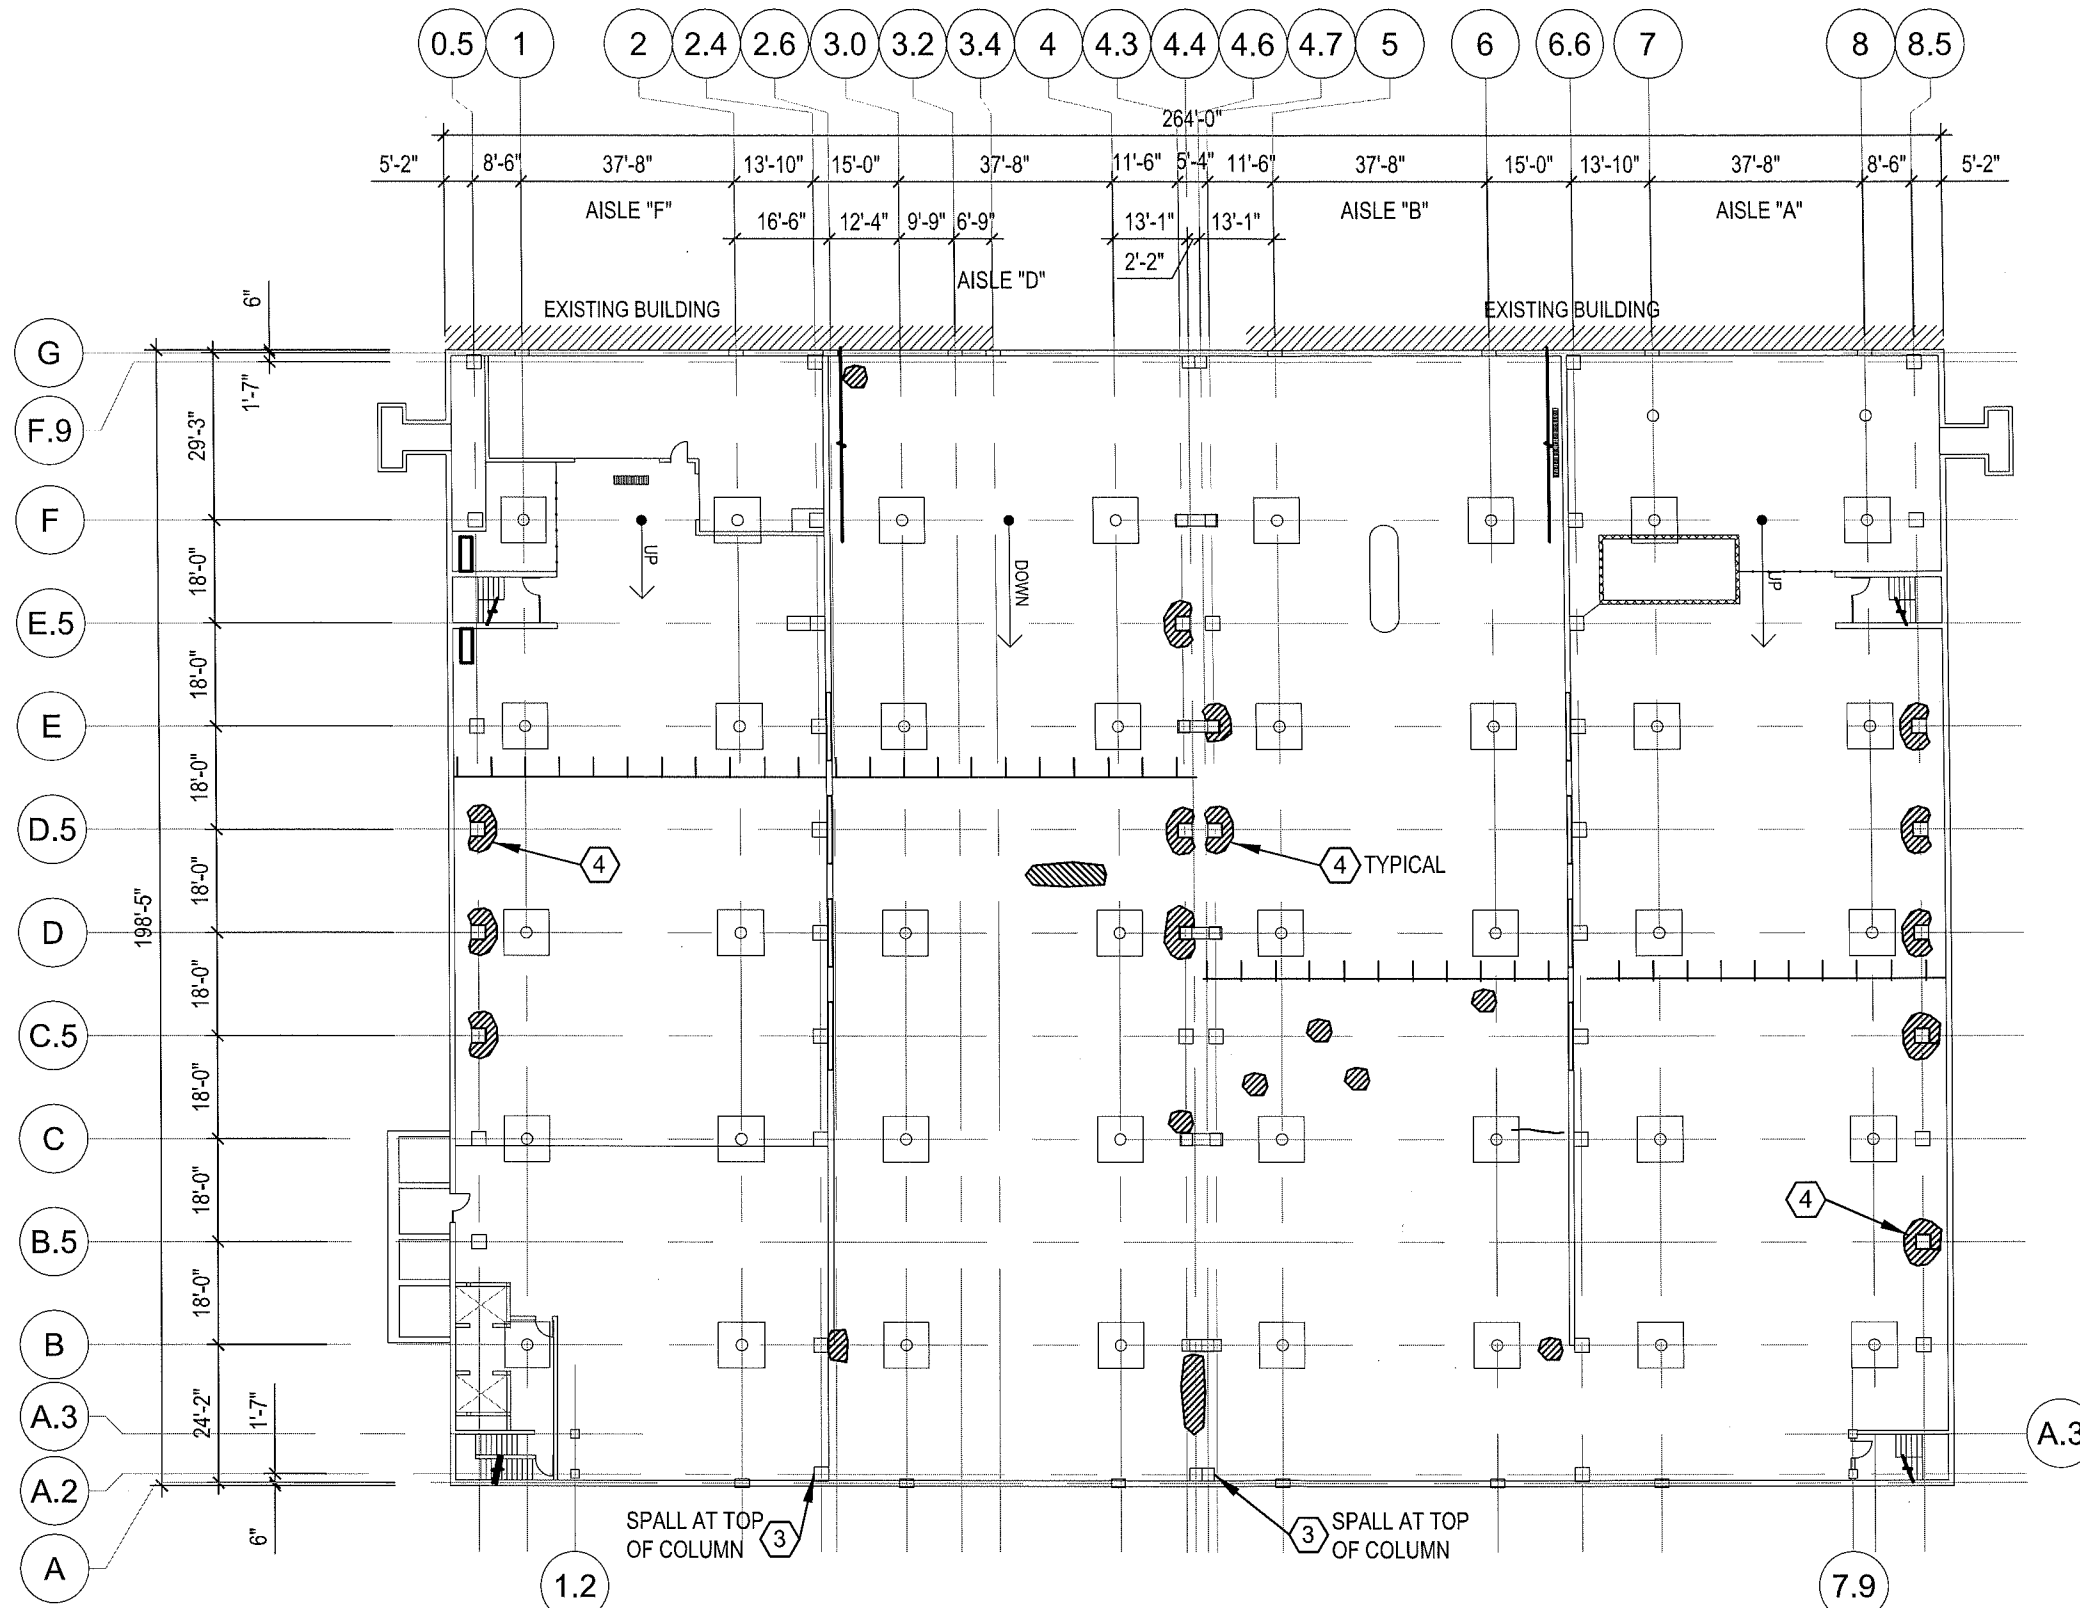 0.5 1 2 2.4 2.6 3.0 3.2 3.4 4 4.3 4.4 4.6 4.7 5 6 6.6 7 8 8.5
264'-0"
5'-2" 8'-6" 37'-8" 13'-10" 15'-0" 37'-8" 11'-6" 5'-4" 11'-6" 37'-8" 15'-0" 13'-10" 37'-8" 8'-6" 5'-2"
AISLE "F" AISLE "B" AISLE "A"
16'-6" 12'-4" 9'-9" 6'-9" 13'-1" 13'-1"
2'-2"
AISLE "D"
EXISTING BUILDING EXISTING BUILDING
6"
G
1'-7"
F.9
29'-3"
F
UP DOWN UP
18'-0"
E.5
18'-0"
E
18'-0"
D.5
4 4 TYPICAL
18'-0"
198'-5"
D
18'-0"
C.5
18'-0"
C
18'-0"
4
B.5
18'-0"
B
24'-2" 1'-7"
A.3 A.3
A.2
6"
SPALL AT TOP
OF COLUMN 3
3 SPALL AT TOP
OF COLUMN
A
1.2 7.9